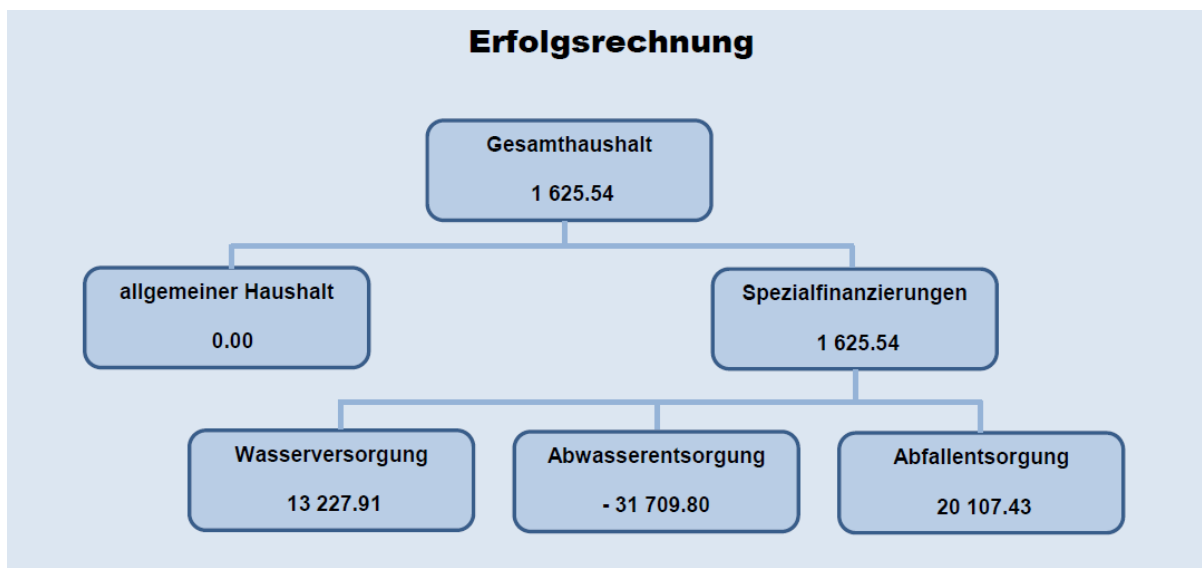 Erfolgsrechnung
Gesamthaushalt
1 625.54
allgemeiner Haushalt
0.00
Spezialfinanzierungen
1 625.54
Wasserversorgung
13 227.91
Abwasserentsorgung
- 31 709.80
Abfallentsorgung
20 107.43